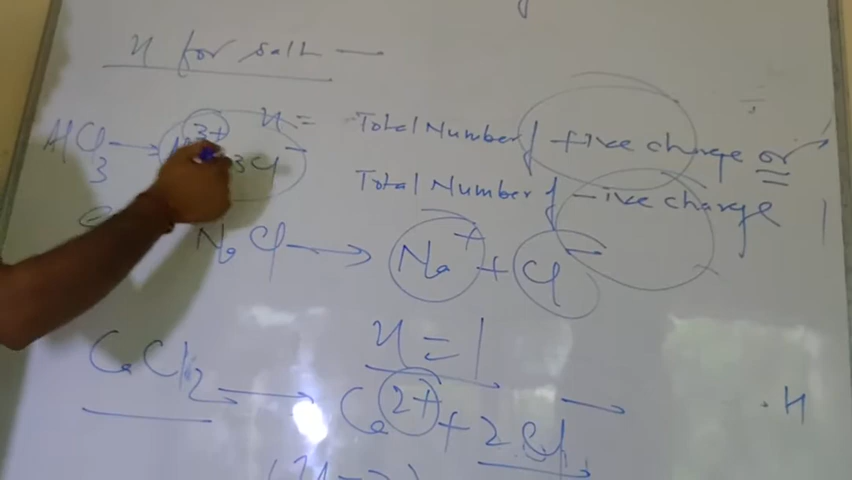 n for salt —
n = Total Number of +ive charge or
Total Number of -ive charge
AlCl3 → 3+ 3Cl-
NaCl → Na+ + Cl-
n = 1
CaCl2 → Ca2+ + 2Cl-
H